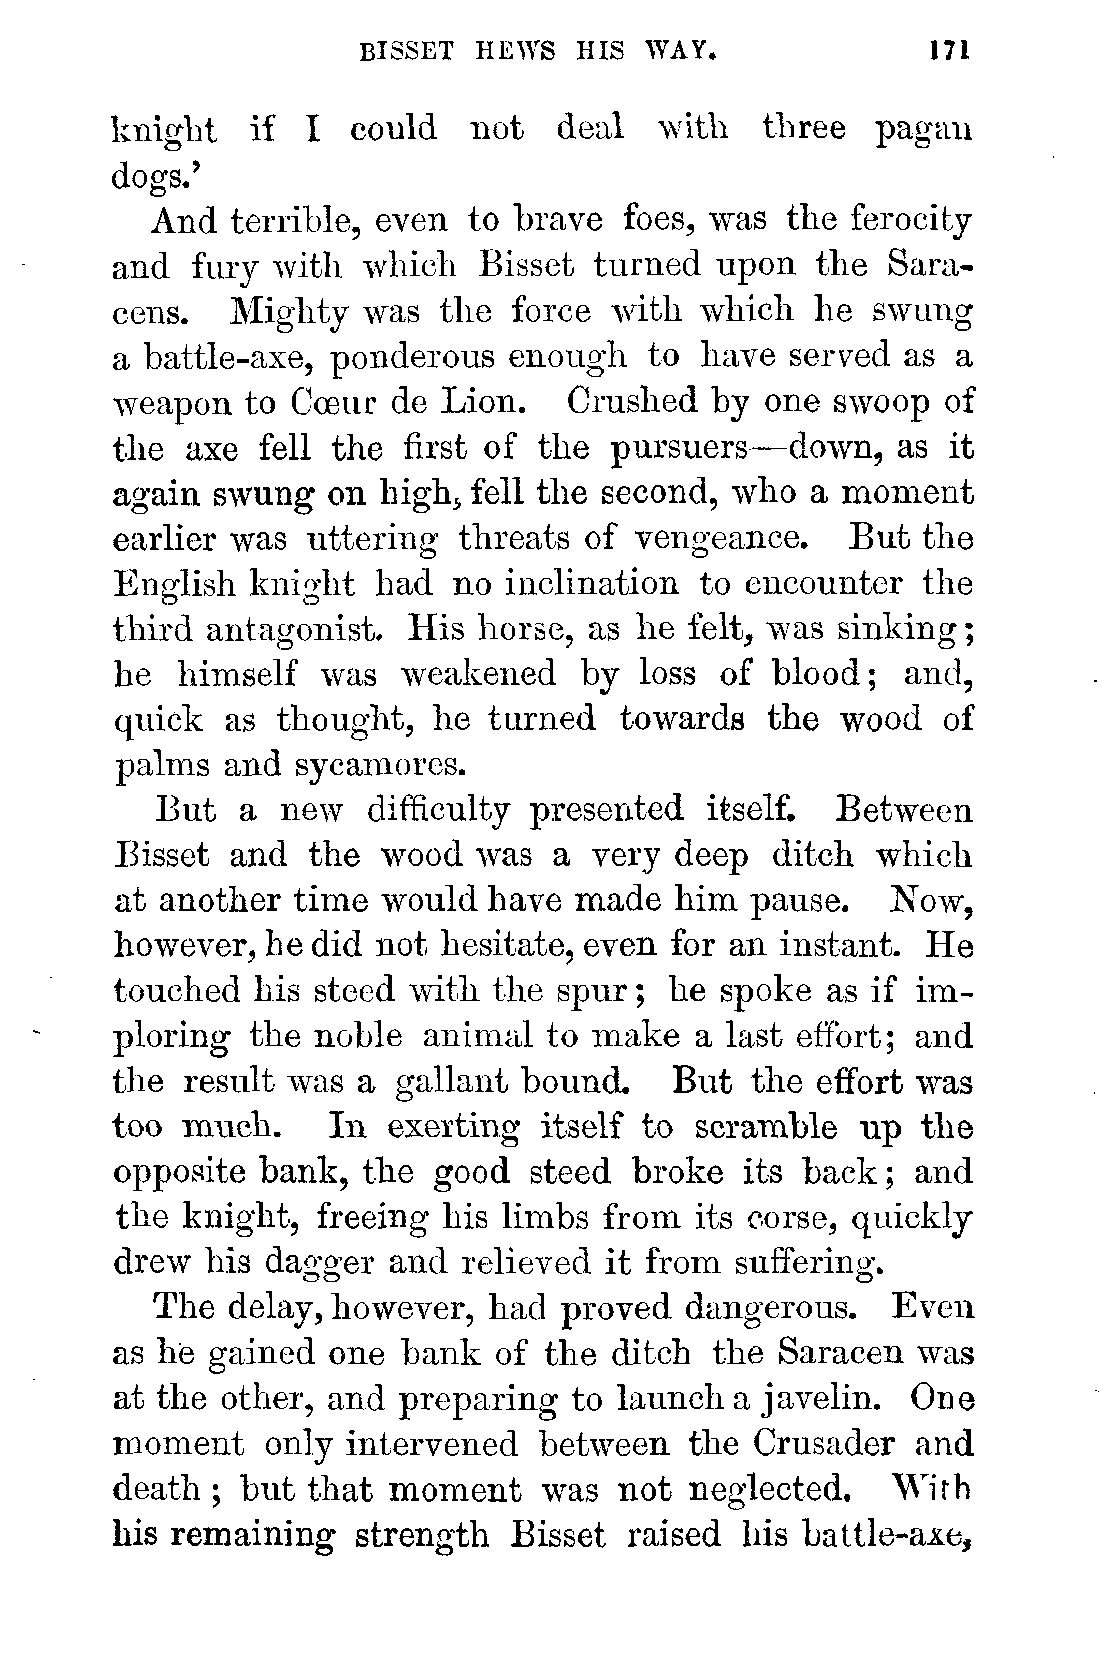 BISSET HEWS HIS WAY. 171
knight if I could not deal with three pagan
dogs.'
And terrible, even to brave foes, was the ferocity
and fury with which Bisset turned upon the Sara-
cens. Mighty was the force with which he swung
a battle-axe, ponderous enough to have served as a
weapon to Cœur de Lion. Crushed by one swoop of
the axe fell the first of the pursuers—down, as it
again swung on high, fell the second, who a moment
earlier was uttering threats of vengeance. But the
English knight had no inclination to encounter the
third antagonist. His horse, as he felt, was sinking;
he himself was weakened by loss of blood; and,
quick as thought, he turned towards the wood of
palms and sycamores.
But a new difficulty presented itself. Between
Bisset and the wood was a very deep ditch which
at another time would have made him pause. Now,
however, he did not hesitate, even for an instant. He
touched his steed with the spur; he spoke as if im-
ploring the noble animal to make a last effort; and
the result was a gallant bound. But the effort was
too much. In exerting itself to scramble up the
opposite bank, the good steed broke its back; and
the knight, freeing his limbs from its corse, quickly
drew his dagger and relieved it from suffering.
The delay, however, had proved dangerous. Even
as he gained one bank of the ditch the Saracen was
at the other, and preparing to launch a javelin. One
moment only intervened between the Crusader and
death; but that moment was not neglected. With
his remaining strength Bisset raised his battle-axe,